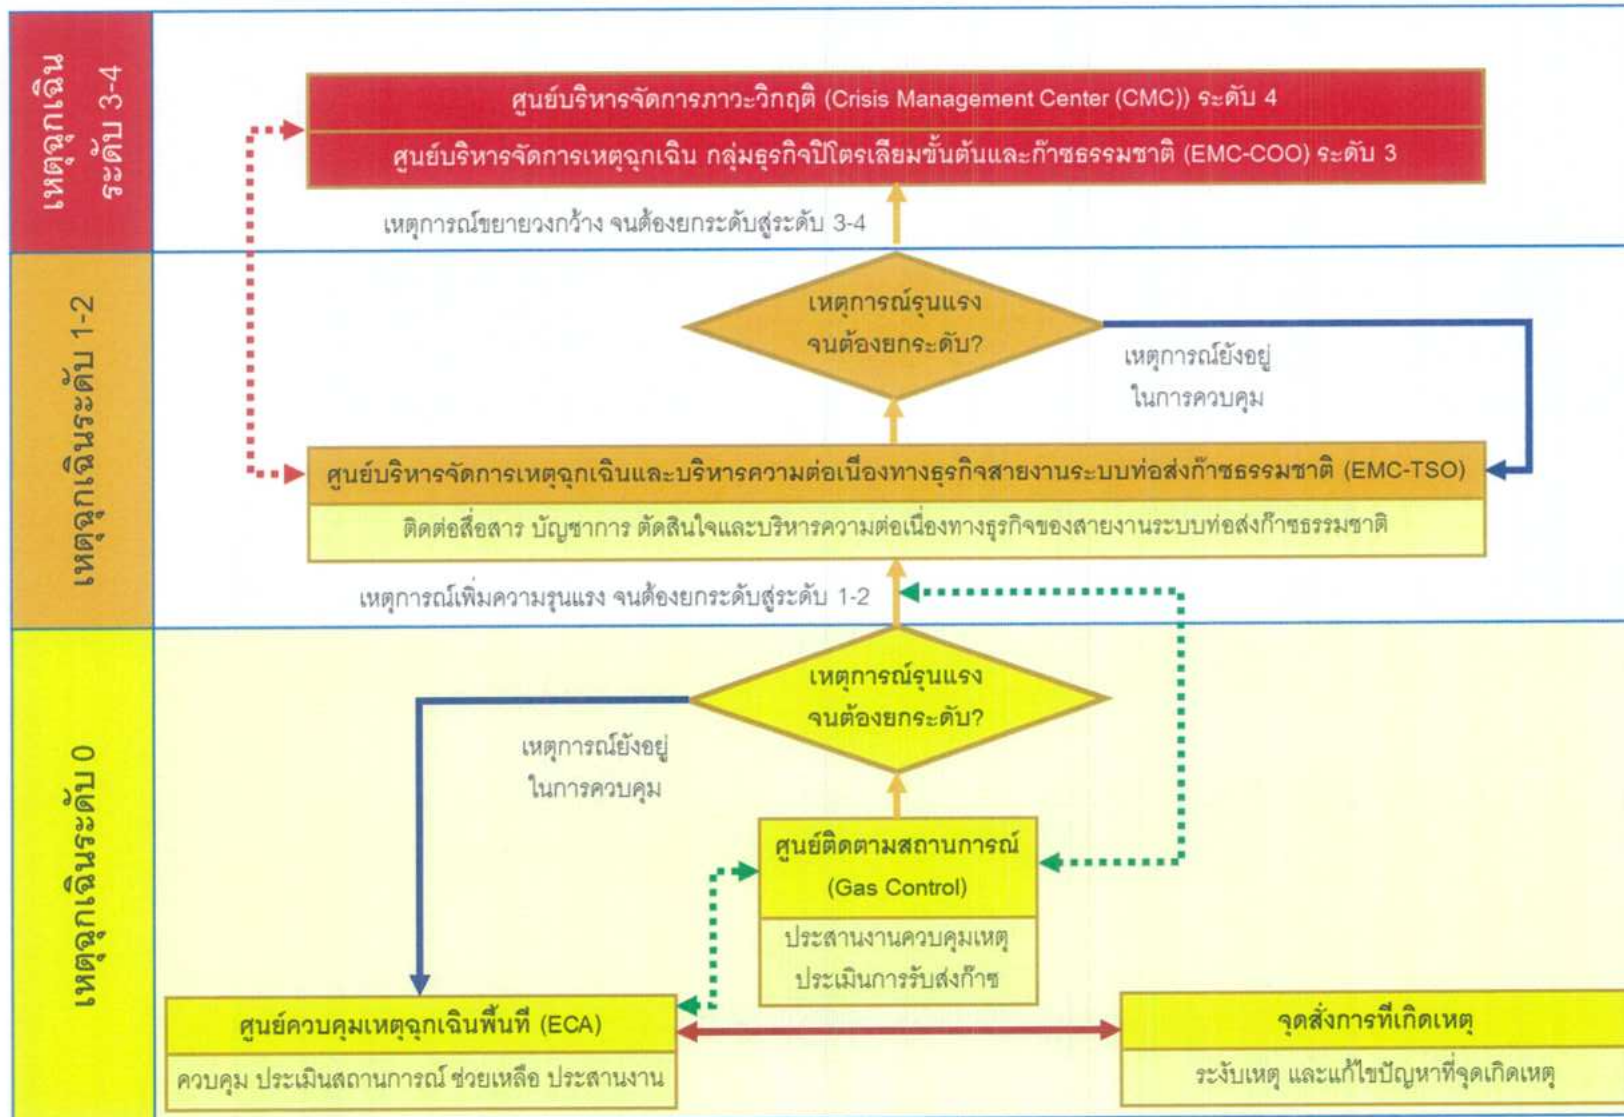 เหตุฉุกเฉิน
ระดับ 3-4
ศูนย์บริหารจัดการภาวะวิกฤติ (Crisis Management Center (CMC)) ระดับ 4
ศูนย์บริหารจัดการเหตุฉุกเฉิน กลุ่มธุรกิจปิโตรเลียมขั้นต้นและก๊าซธรรมชาติ (EMC-COO) ระดับ 3
เหตุการณ์ขยายวงกว้าง จนต้องยกระดับสู่ระดับ 3-4
เหตุฉุกเฉินระดับ 1-2
เหตุการณ์รุนแรง
จนต้องยกระดับ?
เหตุการณ์ยังอยู่
ในการควบคุม
ศูนย์บริหารจัดการเหตุฉุกเฉินและบริหารความต่อเนื่องทางธุรกิจสายงานระบบท่อส่งก๊าซธรรมชาติ (EMC-TSO)
ติดต่อสื่อสาร บัญชาการ ตัดสินใจและบริหารความต่อเนื่องทางธุรกิจของสายงานระบบท่อส่งก๊าซธรรมชาติ
เหตุการณ์เพิ่มความรุนแรง จนต้องยกระดับสู่ระดับ 1-2
เหตุฉุกเฉินระดับ 0
เหตุการณ์รุนแรง
จนต้องยกระดับ?
เหตุการณ์ยังอยู่
ในการควบคุม
ศูนย์ติดตามสถานการณ์
(Gas Control)
ประสานงานควบคุมเหตุ
ประเมินการรับส่งก๊าซ
ศูนย์ควบคุมเหตุฉุกเฉินพื้นที่ (ECA)
ควบคุม ประเมินสถานการณ์ ช่วยเหลือ ประสานงาน
จุดสั่งการที่เกิดเหตุ
ระงับเหตุ และแก้ไขปัญหาที่จุดเกิดเหตุ